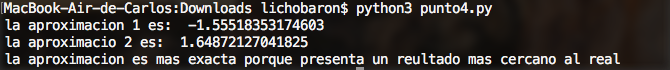 MacBook-Air-de-Carlos:Downloads lichobaron$ python3 punto4.py
la aproximacion 1 es:  -1.55518353174603
la aproximacio 2 es:  1.64872127041825
la aproximacion es mas exacta porque presenta un reultado mas cercano al real